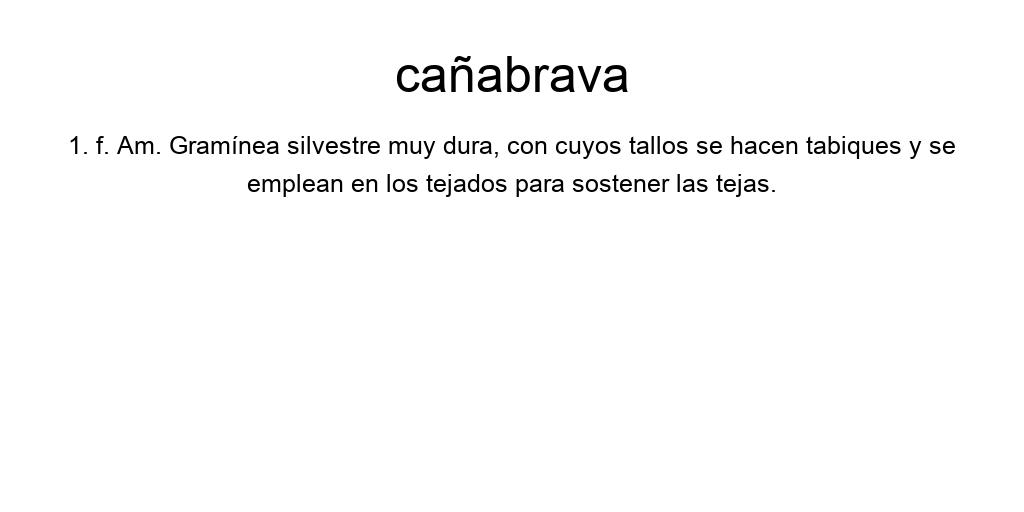 cañabrava
1. f. Am. Gramínea silvestre muy dura, con cuyos tallos se hacen tabiques y se
emplean en los tejados para sostener las tejas.